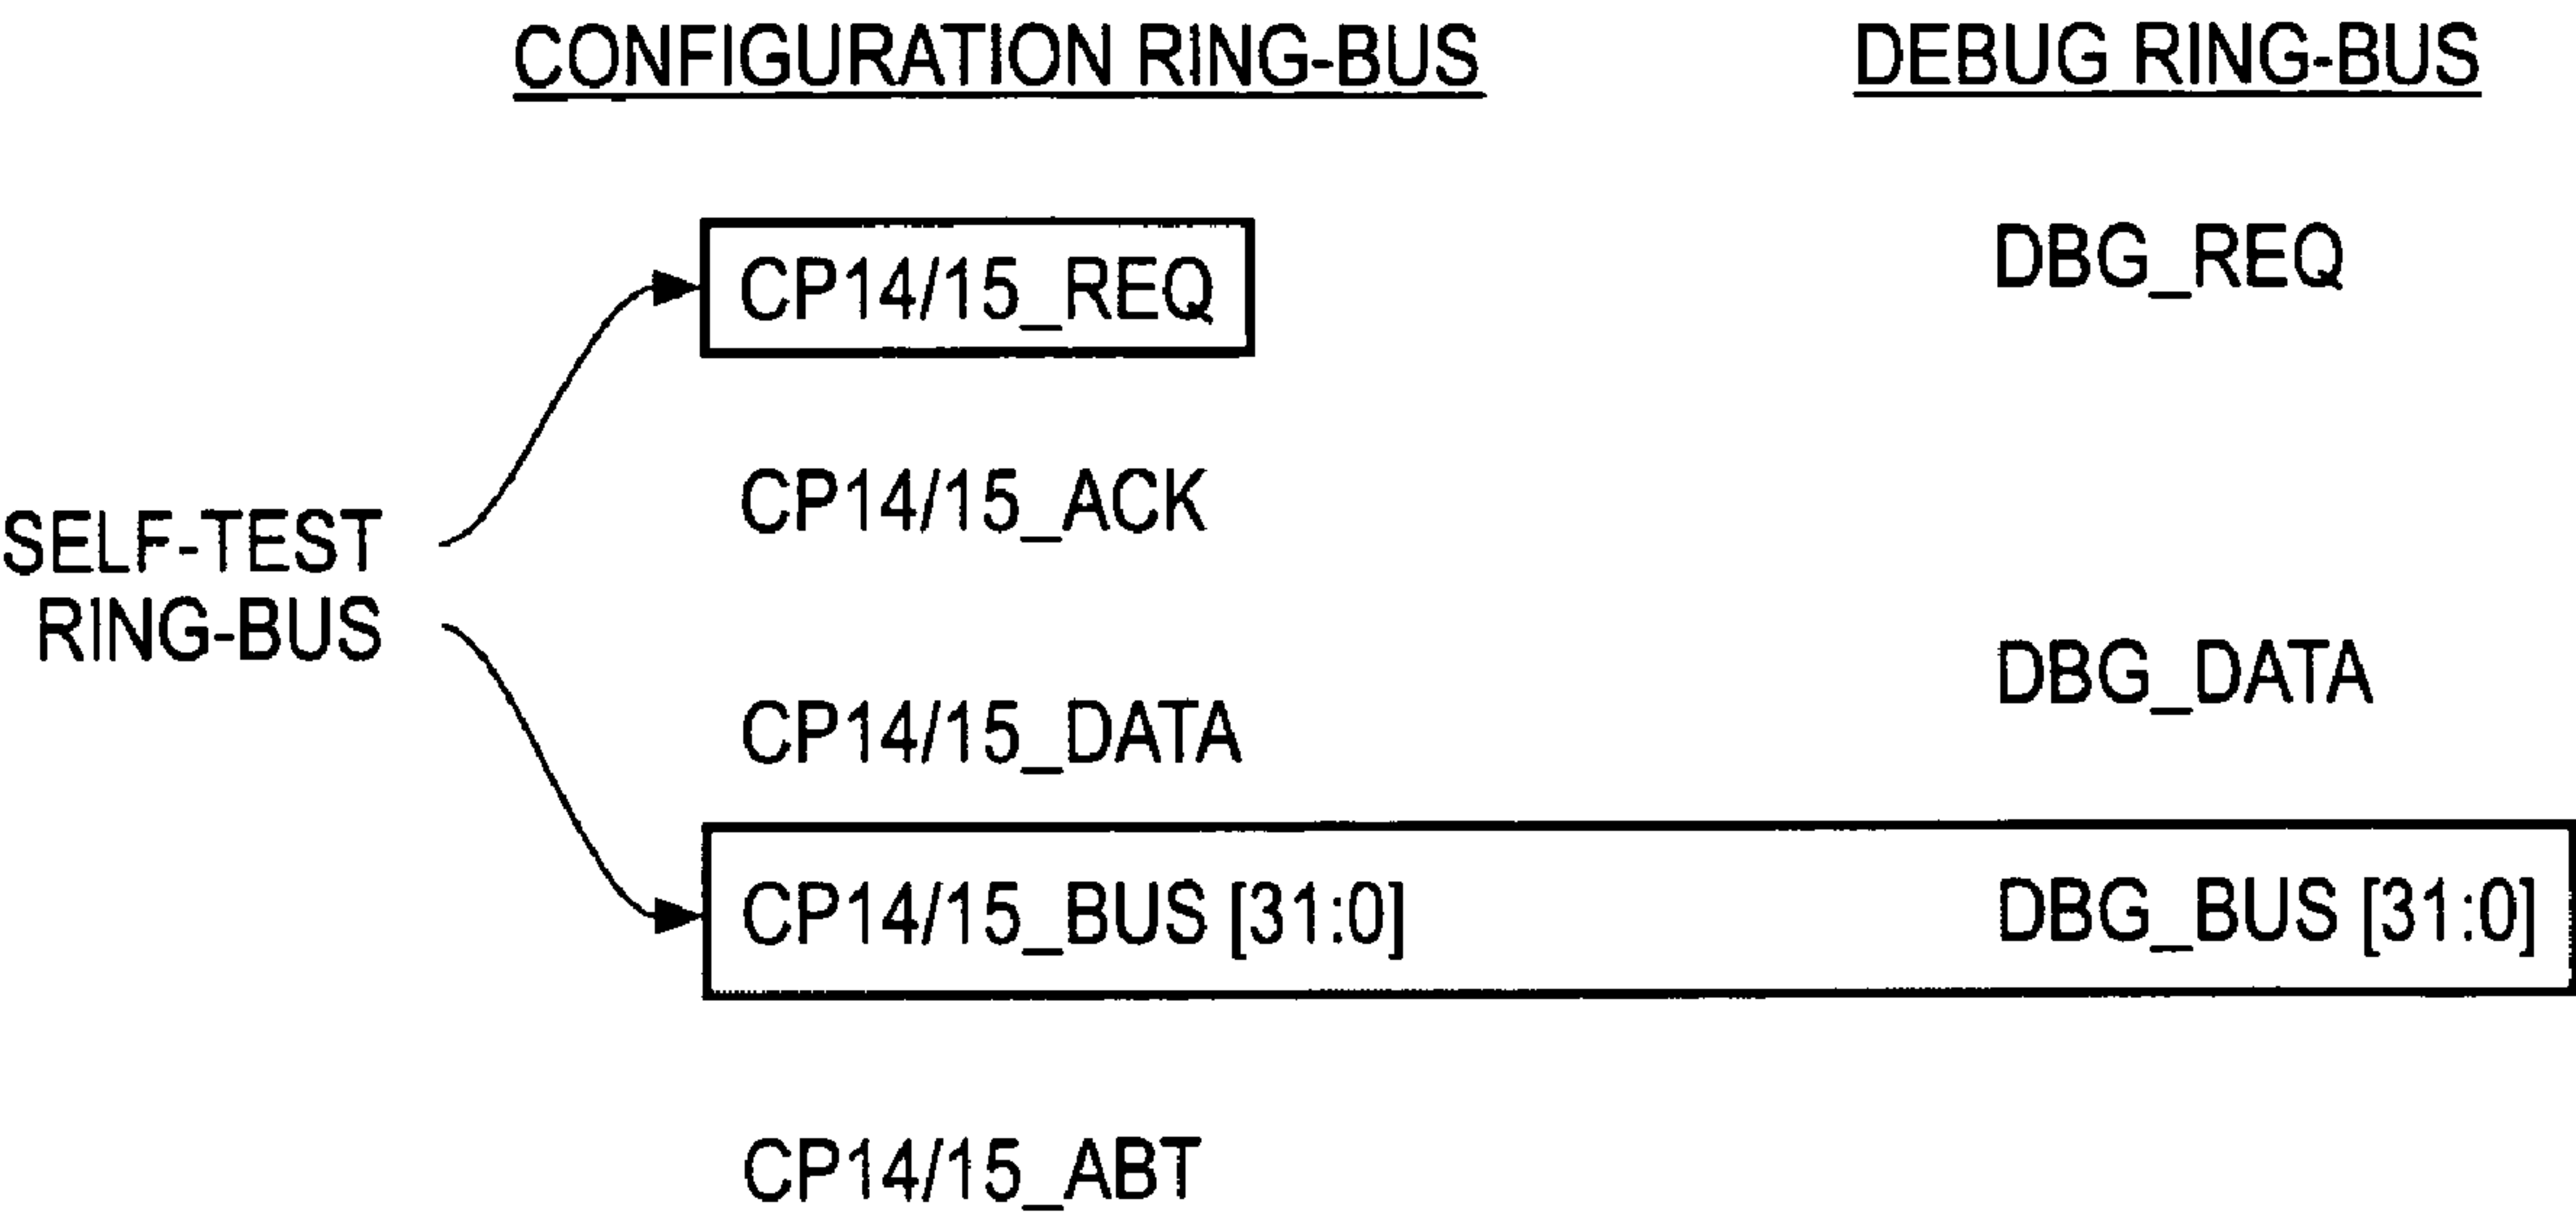 CONFIGURATION RING-BUS
DEBUG RING-BUS
CP14/15_REQ
DBG_REQ
CP14/15_ACK
SELF-TEST
RING-BUS
CP14/15_DATA
DBG_DATA
CP14/15_BUS [31:0]
DBG_BUS [31:0]
CP14/15_ABT